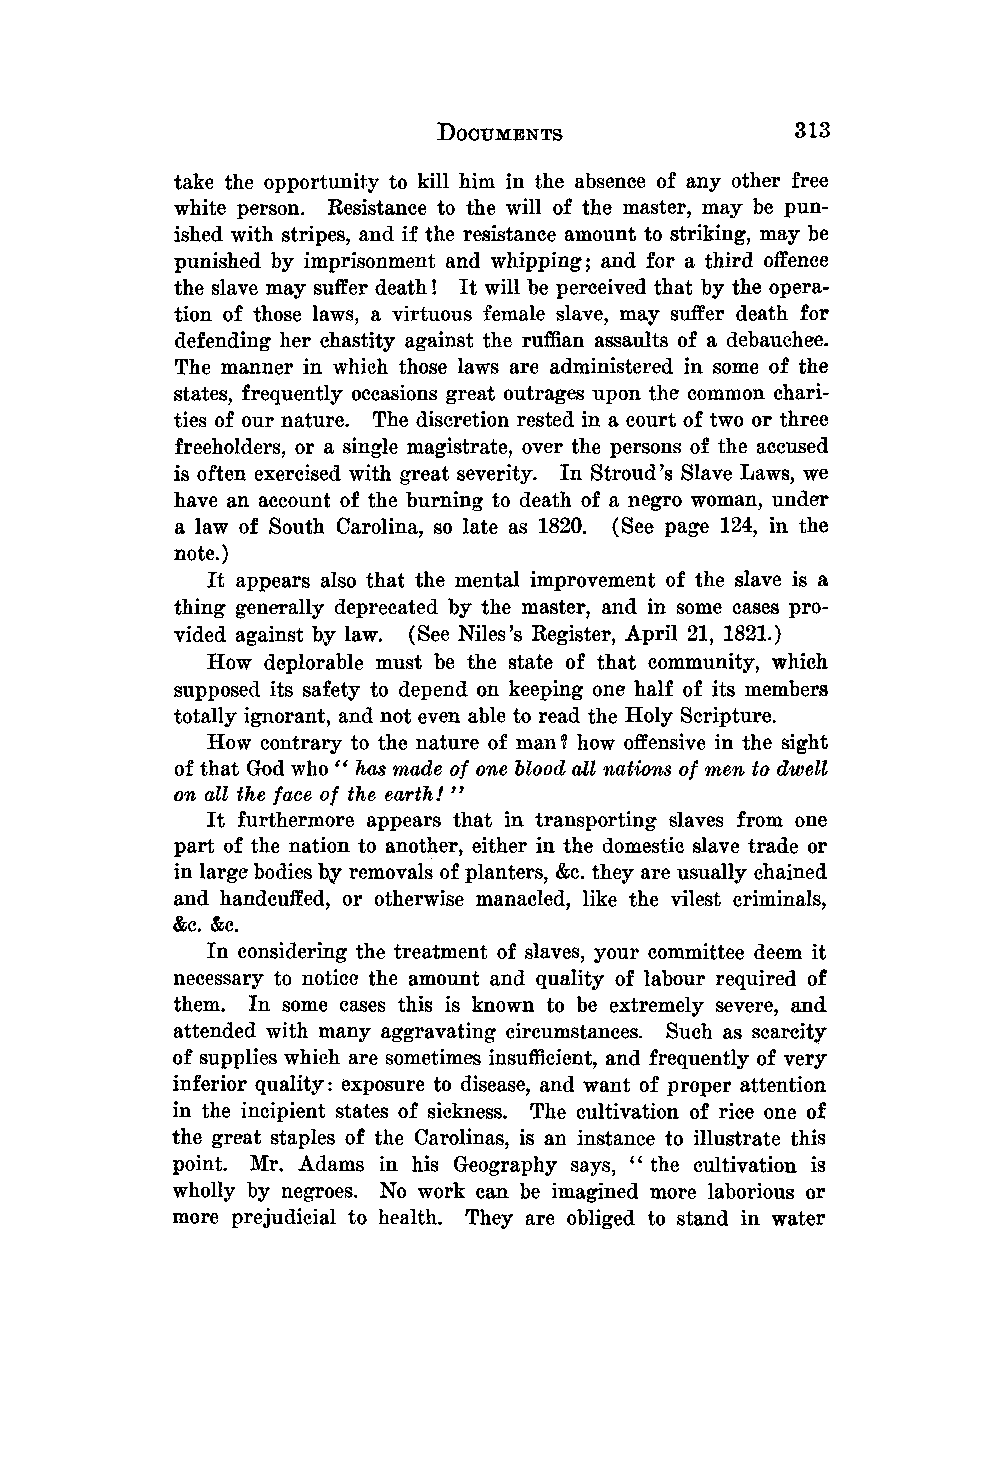 DOCUMENTS 313
take the opportunity to kill him in the absence of any other free
white person. Resistance to the will of the master, may be pun-
ished with stripes, and if the resistance amount to striking, may be
punished by imprisonment and whipping; and for a third offence
the slave may suffer death! It will be perceived that by the opera-
tion of those laws, a virtuous female slave, may suffer death for
defending her chastity against the ruffian assaults of a debauchee.
The manner in which those laws are administered in some of the
states, frequently occasions great outrages upon the common chari-
ties of our nature. The discretion rested in a court of two or three
freeholders, or a single magistrate, over the persons of the accused
is often exercised with great severity. In Stroud's Slave Laws, we
have an account of the burning to death of a negro woman, under
a law of South Carolina, so late as 1820. (See page 124, in the
note.)
It appears also that the mental improvement of the slave is a
thing generally deprecated by the master, and in some cases pro-
vided against by law. (See Niles's Register, April 21, 1821.)
How deplorable must be the state of that community, which
supposed its safety to depend on keeping one half of its members
totally ignorant, and not even able to read the Holy Scripture.
How contrary to the nature of man? how offensive in the sight
of that God who " has made of one blood all nations of men to dwell
on all the face of the earth! "
It furthermore appears that in transporting slaves from one
part of the nation to another, either in the domestic slave trade or
in large bodies by removals of planters, &c. they are usually chained
and handcuffed, or otherwise manacled, like the vilest criminals,
&c. &c.
In considering the treatment of slaves, your committee deem it
necessary to notice the amount and quality of labour required of
them. In some cases this is known to be extremely severe, and
attended with many aggravating circumstances. Such as scarcity
of supplies which are sometimes insufficient, and frequently of very
inferior quality: exposure to disease, and want of proper attention
in the incipient states of sickness. The cultivation of rice one of
the great staples of the Carolinas, is an instance to illustrate this
point. Mr. Adams in his Geography says, " the cultivation is
wholly by negroes. No work can be imagined more laborious or
more prejudicial to health. They are obliged to stand in water